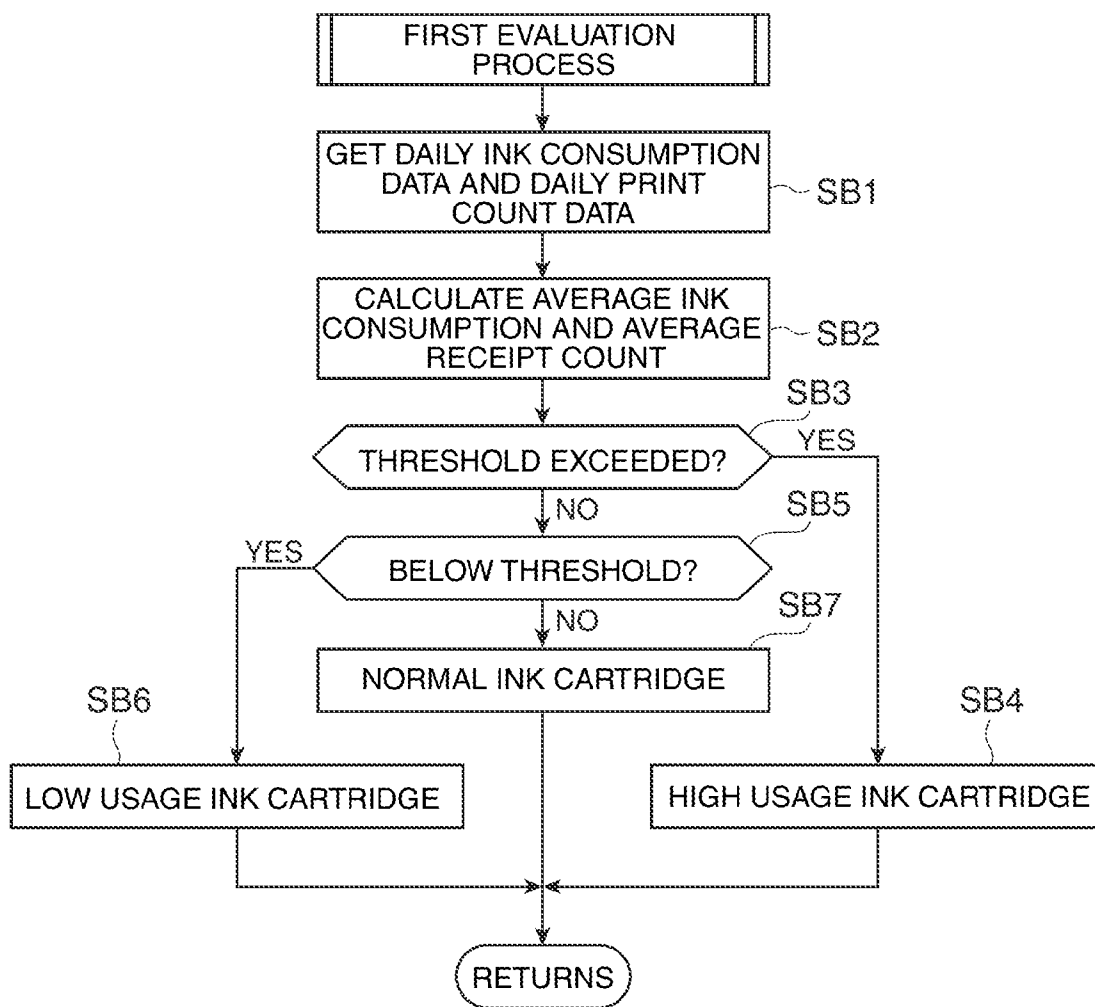 FIRST EVALUATION
PROCESS
GET DAILY INK CONSUMPTION
DATA AND DAILY PRINT
COUNT DATA
SB1
CALCULATE AVERAGE INK
CONSUMPTION AND AVERAGE
RECEIPT COUNT
SB2
SB3
THRESHOLD EXCEEDED?
YES
NO
SB5
YES
BELOW THRESHOLD?
NO
SB7
NORMAL INK CARTRIDGE
SB6
SB4
LOW USAGE INK CARTRIDGE
HIGH USAGE INK CARTRIDGE
RETURNS